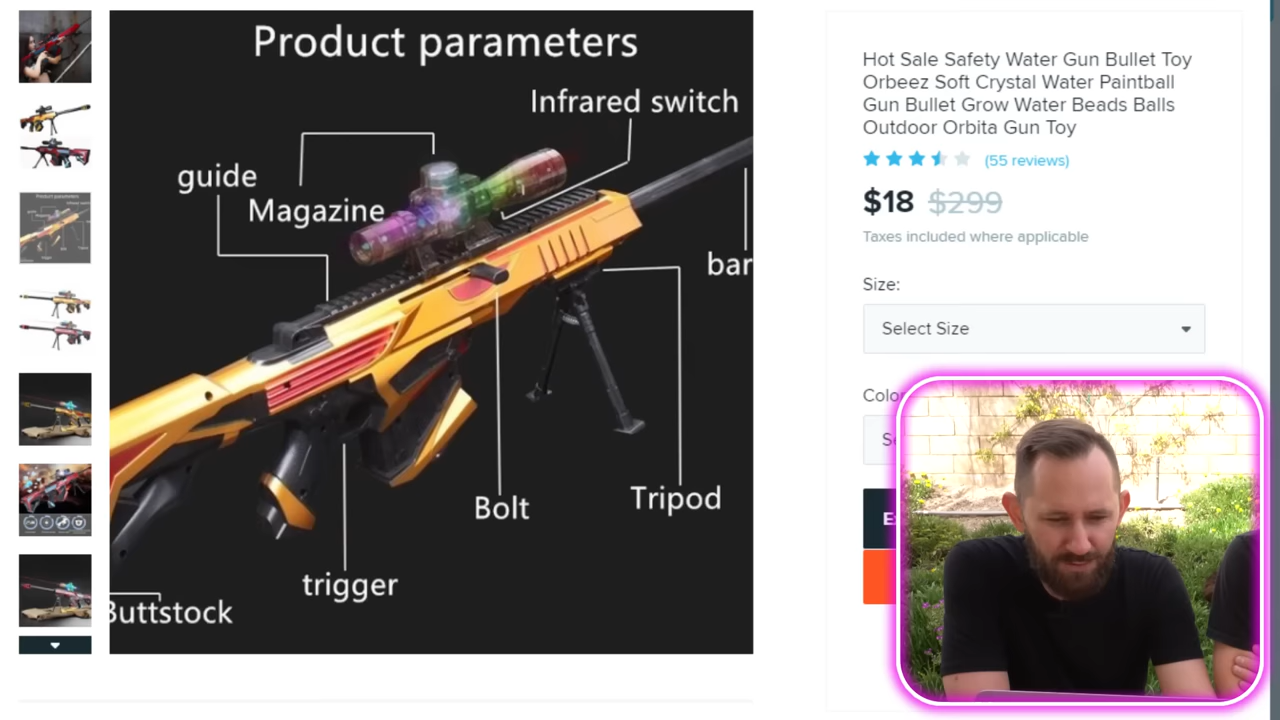 Product parameters
Infrared switch
guide
Magazine
bar
Bolt
Tripod
trigger
Buttstock
Hot Sale Safety Water Gun Bullet Toy
Orbeez Soft Crystal Water Paintball
Gun Bullet Grow Water Beads Balls
Outdoor Orbita Gun Toy
(55 reviews)
$18 $299
Taxes included where applicable
Size:
Select Size
Colo